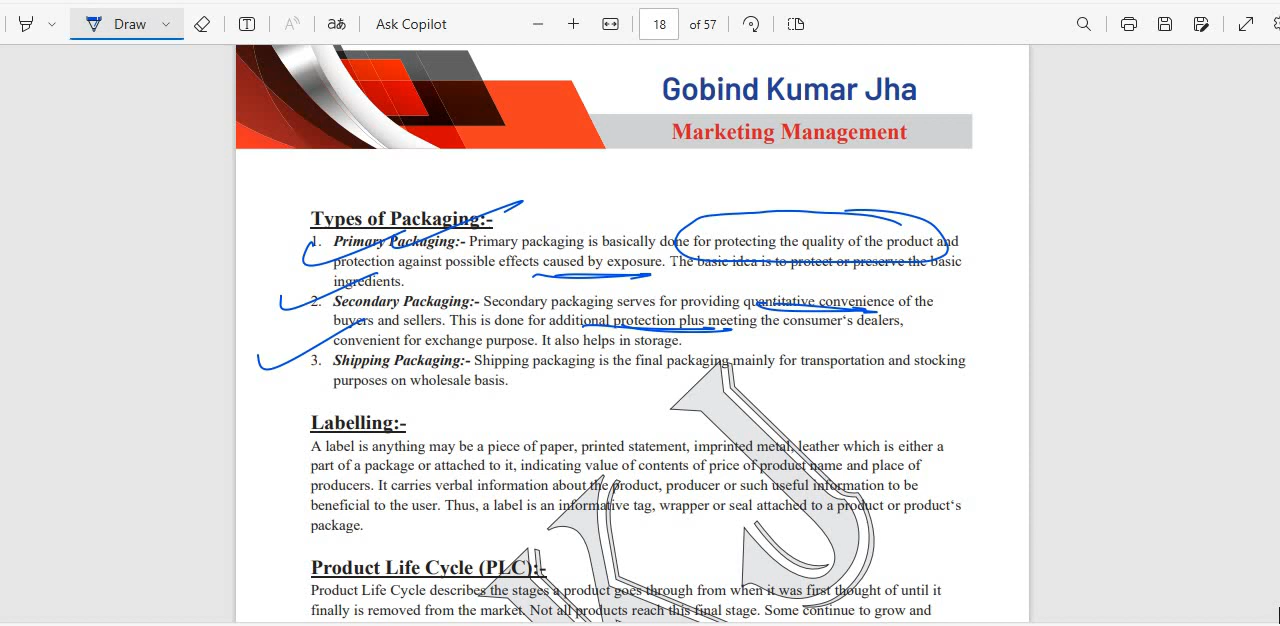 Draw
aあ
Ask Copilot
18 of 57
Gobind Kumar Jha
Marketing Management
Types of Packaging:-
1. Primary Packaging:- Primary packaging is basically done for protecting the quality of the product and
protection against possible effects caused by exposure. The basic idea is to protect or preserve the basic
ingredients.
2. Secondary Packaging:- Secondary packaging serves for providing quantitative convenience of the
buyers and sellers. This is done for additional protection plus meeting the consumer‘s dealers,
convenient for exchange purpose. It also helps in storage.
3. Shipping Packaging:- Shipping packaging is the final packaging mainly for transportation and stocking
purposes on wholesale basis.
Labelling:-
A label is anything may be a piece of paper, printed statement, imprinted metal, leather which is either a
part of a package or attached to it, indicating value of contents of price of product name and place of
producers. It carries verbal information about the product, producer or such useful information to be
beneficial to the user. Thus, a label is an informative tag, wrapper or seal attached to a product or product‘s
package.
Product Life Cycle (PLC):-
Product Life Cycle describes the stages a product goes through from when it was first thought of until it
finally is removed from the market. Not all products reach this final stage. Some continue to grow and